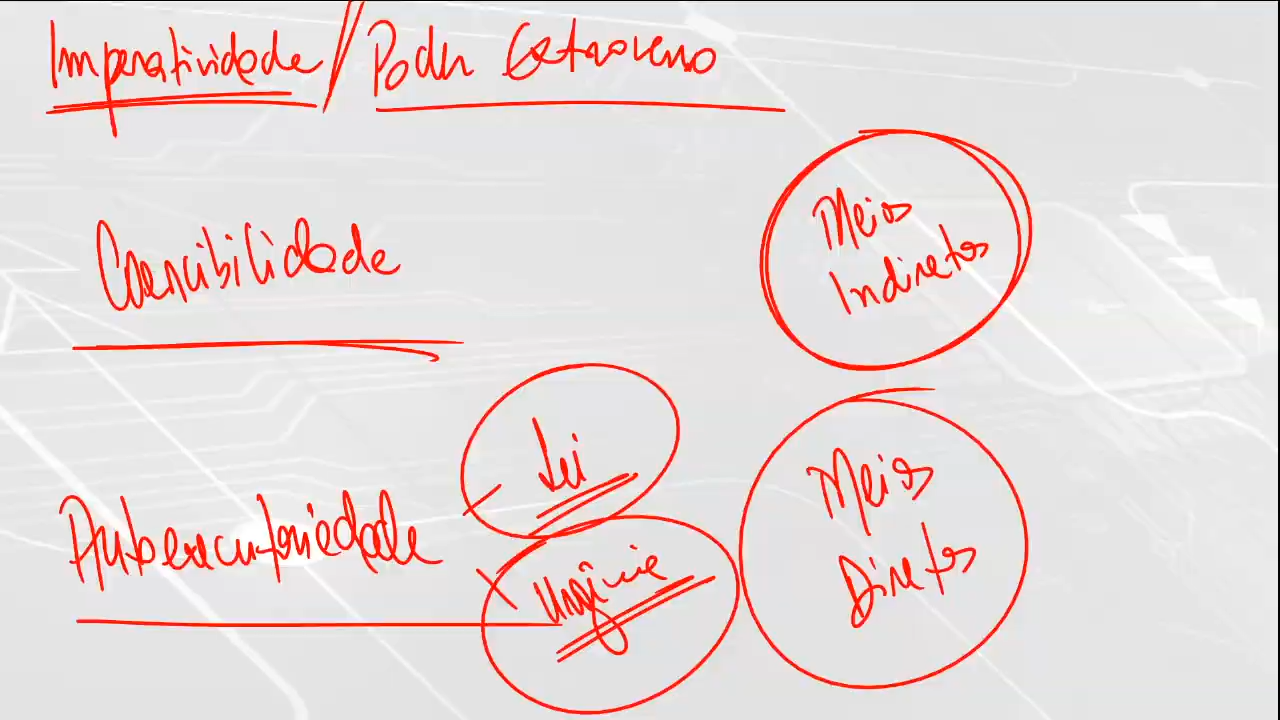 Imperatividade / Poder Extroverso
Coercibilidade
Meios
Indiretos
Lei
Autoexecutoriedade
Urgência
Meios
Diretos